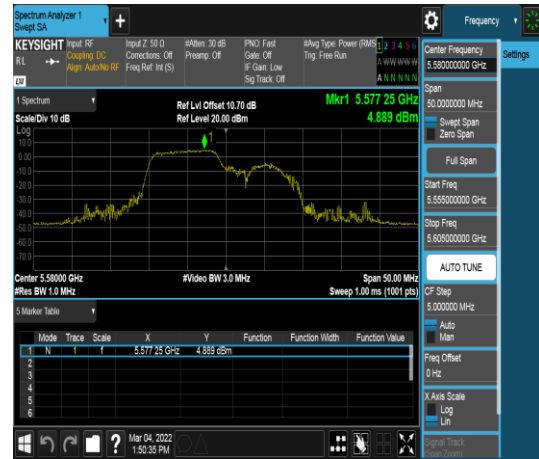 Spectrum Analyzer 1
Swept SA
+
Frequency
KEYSIGHT
Input: RF
Input Z: 50 Ω
#Atten: 30 dB
PNO: Fast
#Avg Type: Power (RMS
1 2 3 4 5 6
RL
Coupling: DC
Corrections: Off
Preamp: Off
Gate: Off
Trig: Free Run
A WW WW W
Align: Auto/No RF
Freq Ref: Int (S)
IF Gain: Low
Sig Track: Off
A N N N N N
LXI
1 Spectrum
Ref Lvl Offset 10.70 dB
Mkr1 5.577 25 GHz
Scale/Div 10 dB
Ref Level 20.00 dBm
4.889 dBm
Log
1
10.0
0.00
-10.0
-20.0
-30.0
-40.0
-50.0
-60.0
-70.0
Center 5.58000 GHz
#Video BW 3.0 MHz
Span 50.00 MHz
#Res BW 1.0 MHz
Sweep 1.00 ms (1001 pts)
5 Marker Table
Mode Trace Scale X Y Function Function Width Function Value
1 N 1 f 5.577 25 GHz 4.889 dBm
2
3
4
5
6
Mar 04, 2022
1:50:35 PM
?
Center Frequency
5.580000000 GHz
Settings
Span
50.0000000 MHz
Swept Span
Zero Span
Full Span
Start Freq
5.555000000 GHz
Stop Freq
5.605000000 GHz
AUTO TUNE
CF Step
5.000000 MHz
Auto
Man
Freq Offset
0 Hz
X Axis Scale
Log
Lin
Signal Track
(Span Zoom)